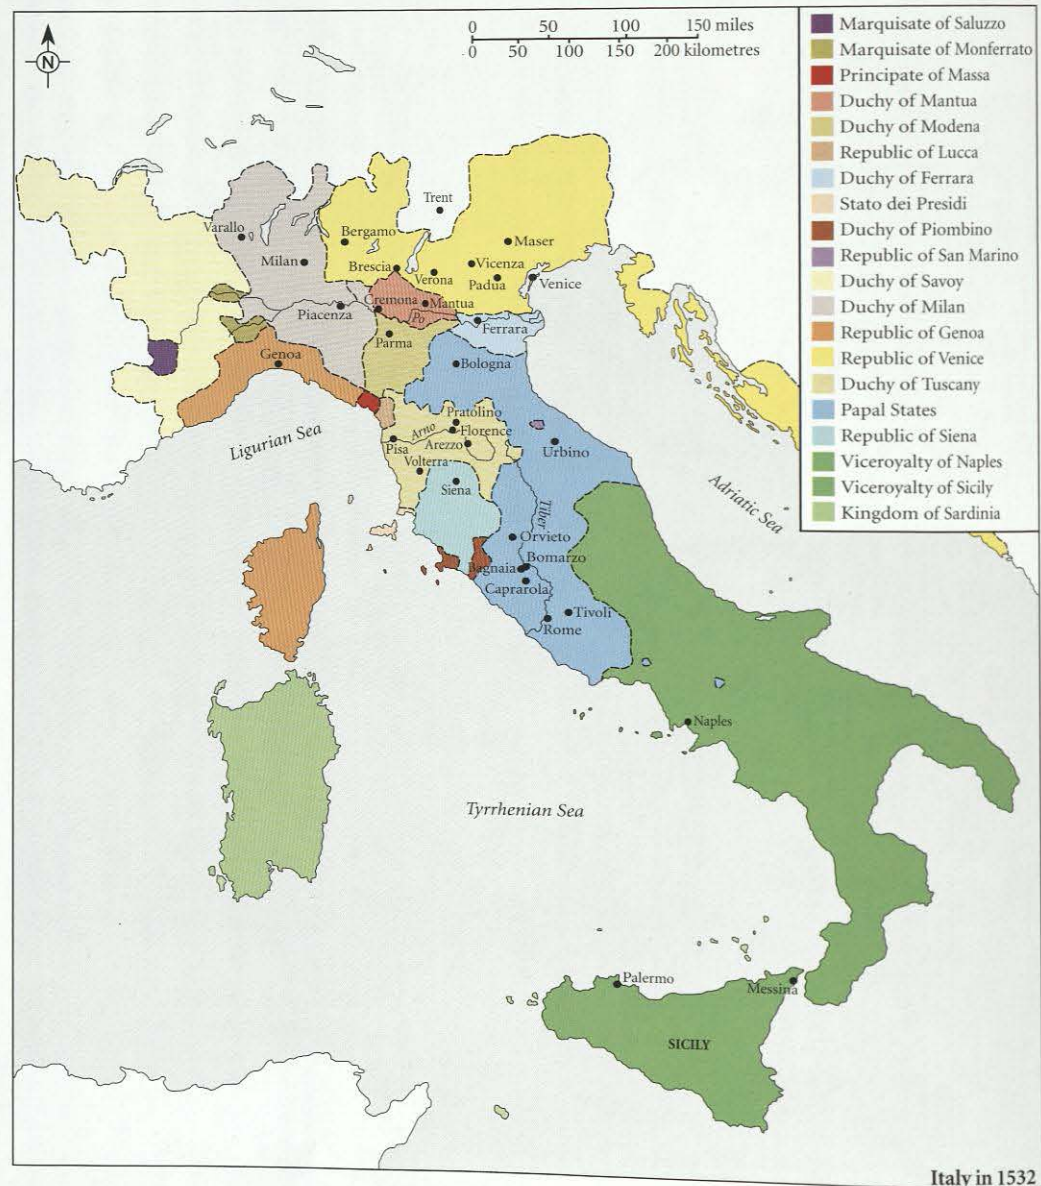 N
0 50 100 150 miles
0 50 100 150 200 kilometres
Marquisate of Saluzzo
Marquisate of Monferrato
Principate of Massa
Duchy of Mantua
Duchy of Modena
Republic of Lucca
Duchy of Ferrara
Stato dei Presidi
Duchy of Piombino
Republic of San Marino
Duchy of Savoy
Duchy of Milan
Republic of Genoa
Republic of Venice
Duchy of Tuscany
Papal States
Republic of Siena
Viceroyalty of Naples
Viceroyalty of Sicily
Kingdom of Sardinia
Trent
Varallo
Bergamo
Maser
Milan
Brescia
Verona
Vicenza
Padua
Venice
Cremona
Mantua
Piacenza
Po
Ferrara
Parma
Genoa
Bologna
Ligurian Sea
Pratolino
Arno
Florence
Pisa
Arezzo
Urbino
Volterra
Siena
Adriatic Sea
Tiber
Orvieto
Bomarzo
Bagnaia
Caprarola
Tivoli
Rome
Naples
Tyrrhenian Sea
Palermo
Messina
SICILY
Italy in 1532